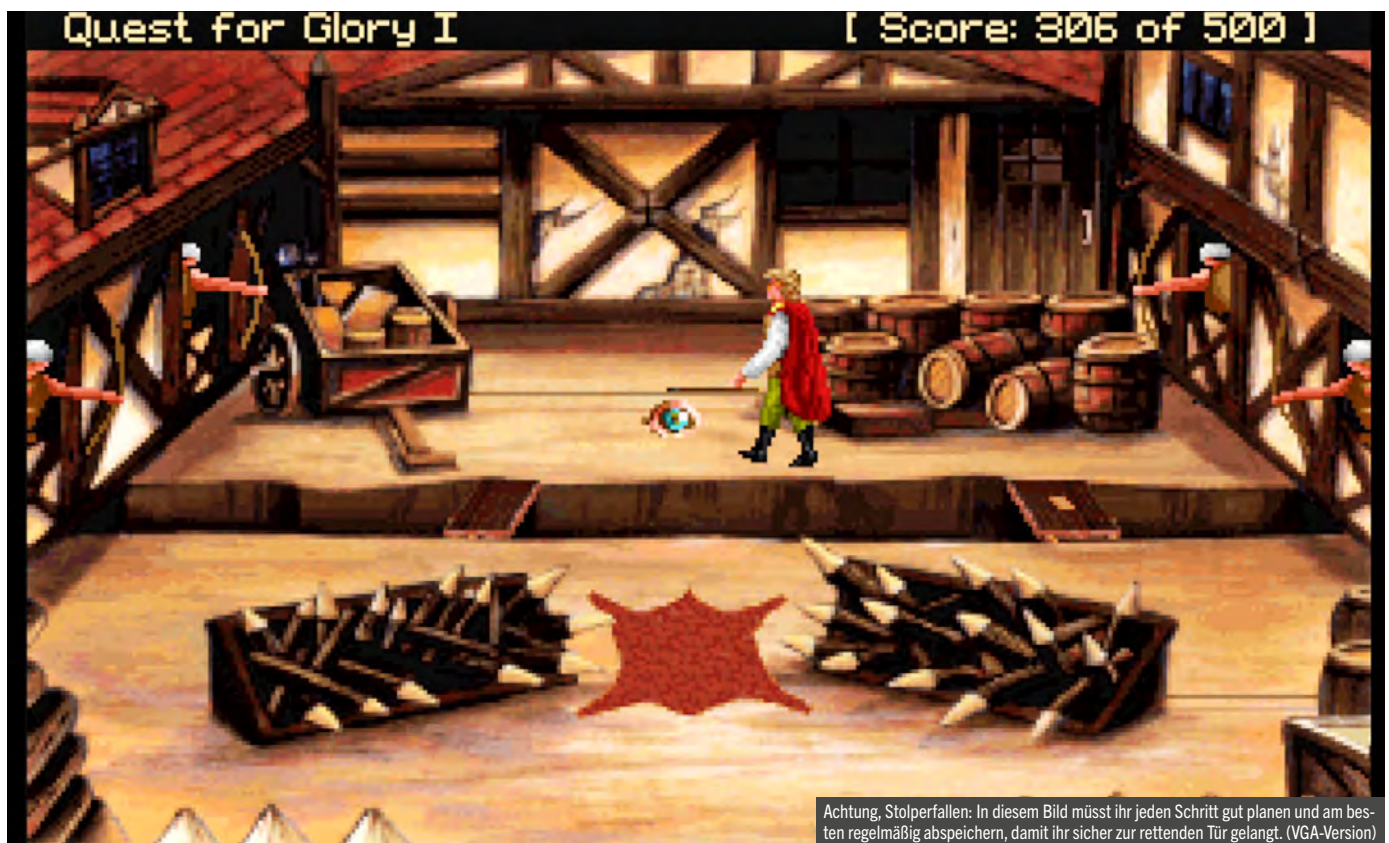 Quest for Glory I [ Score: 306 of 500 ]
Achtung, Stolperfallen: In diesem Bild müsst ihr jeden Schritt gut planen und am bes-
ten regelmäßig abspeichern, damit ihr sicher zur rettenden Tür gelangt. (VGA-Version)